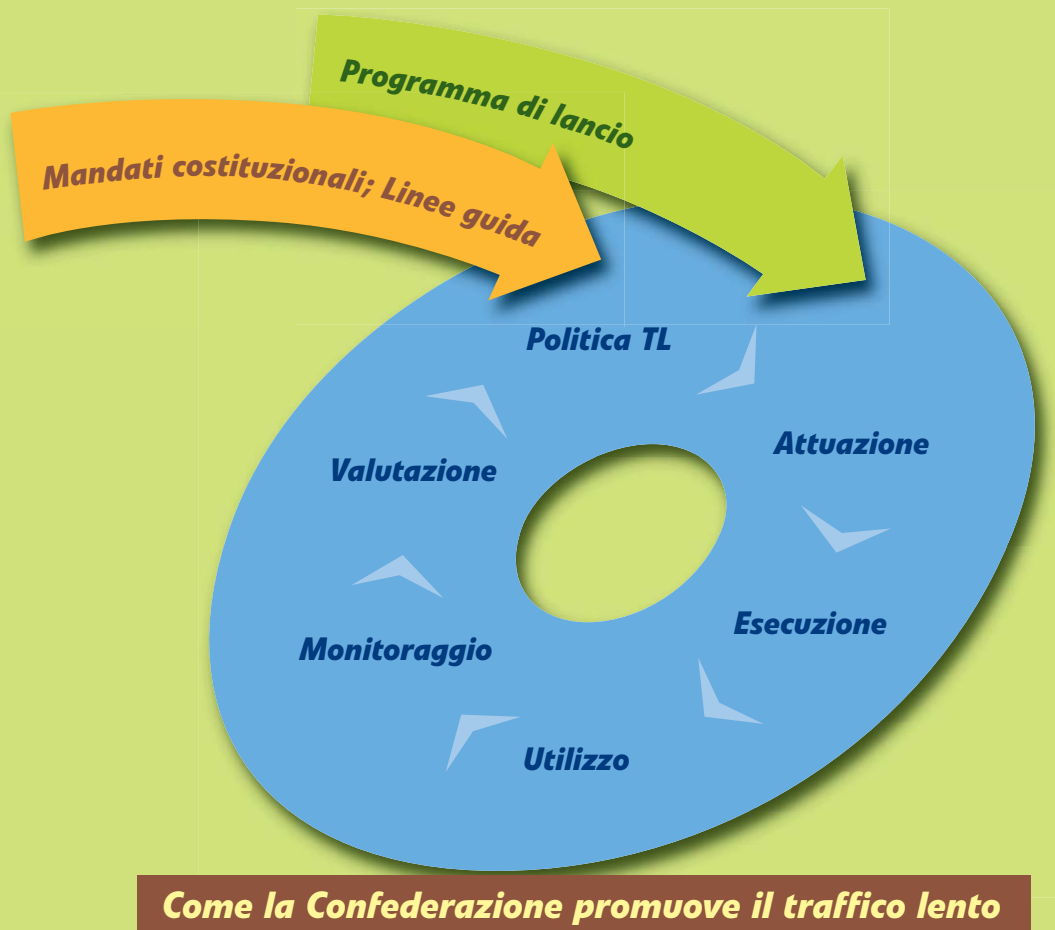 Programma di lancio
Mandati costituzionali; Linee guida
Politica TL
Attuazione
Valutazione
Esecuzione
Monitoraggio
Utilizzo
Come la Confederazione promuove il traffico lento